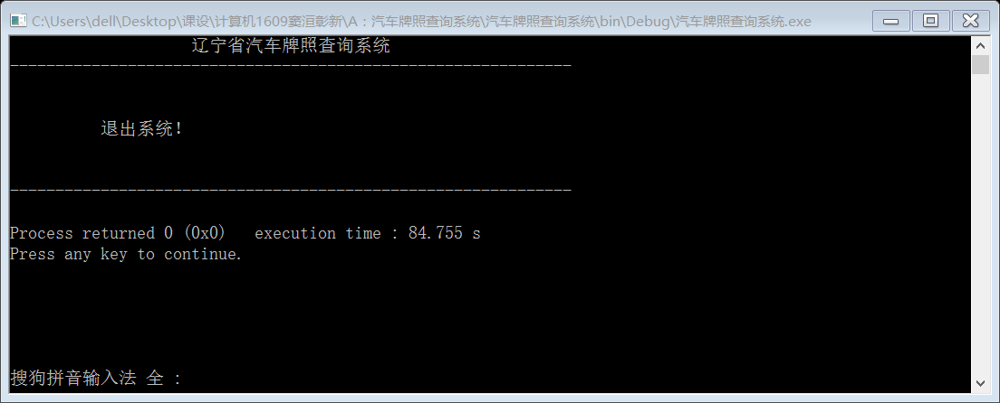 C:\Users\dell\Desktop\课设\计算机1609窦洹彰新\A：汽车牌照查询系统\汽车牌照查询系统\bin\Debug\汽车牌照查询系统.exe
辽宁省汽车牌照查询系统
--------------------------------------------------------------
退出系统!
--------------------------------------------------------------
Process returned 0 (0x0)   execution time : 84.755 s
Press any key to continue.
搜狗拼音输入法 全 :